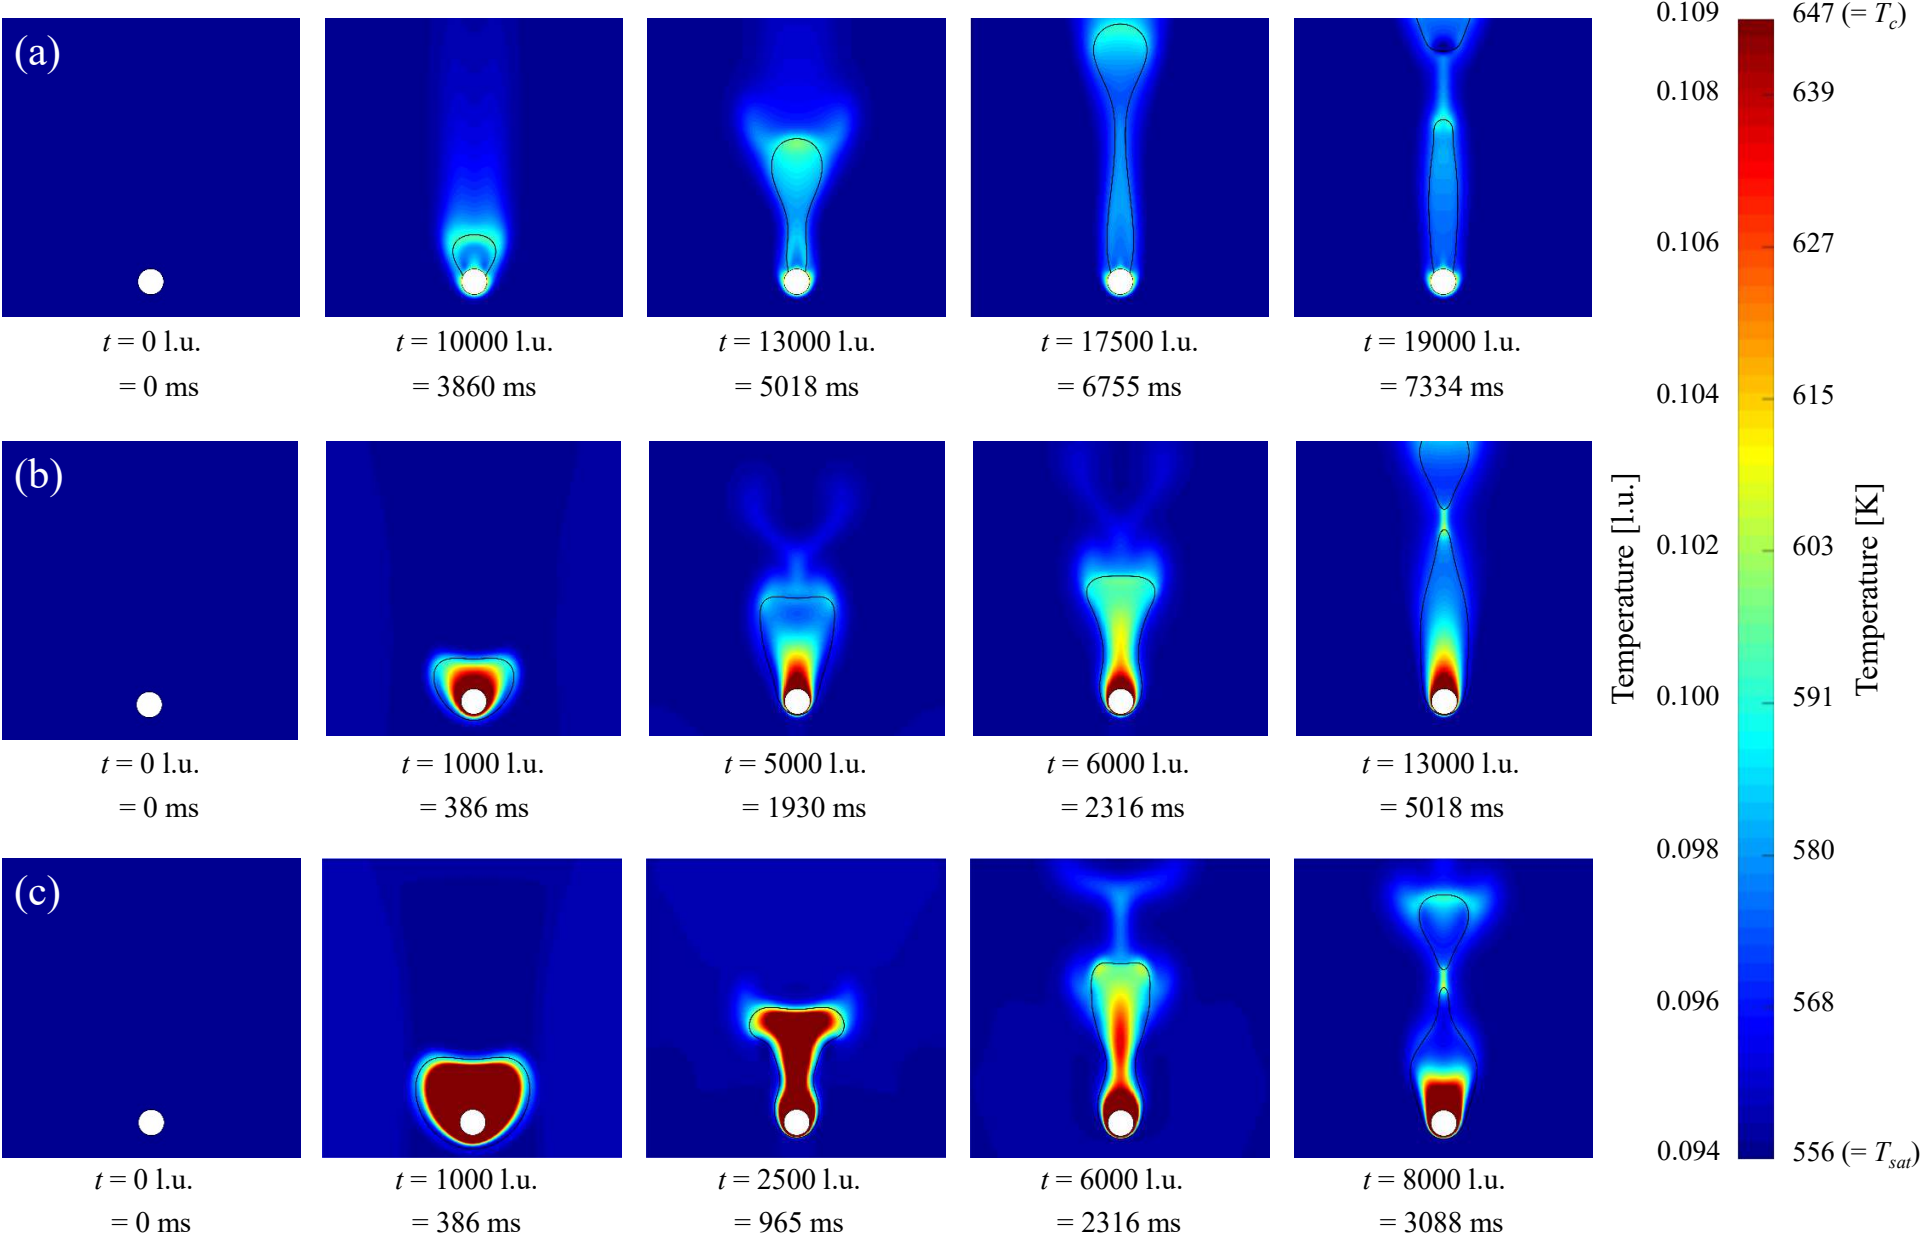 (a)
t = 0 l.u.
= 0 ms
t = 10000 l.u.
= 3860 ms
t = 13000 l.u.
= 5018 ms
t = 17500 l.u.
= 6755 ms
t = 19000 l.u.
= 7334 ms
(b)
t = 0 l.u.
= 0 ms
t = 1000 l.u.
= 386 ms
t = 5000 l.u.
= 1930 ms
t = 6000 l.u.
= 2316 ms
t = 13000 l.u.
= 5018 ms
(c)
t = 0 l.u.
= 0 ms
t = 1000 l.u.
= 386 ms
t = 2500 l.u.
= 965 ms
t = 6000 l.u.
= 2316 ms
t = 8000 l.u.
= 3088 ms
Temperature [l.u.]
0.109
0.108
0.106
0.104
0.102
0.100
0.098
0.096
0.094
647 (= Tc)
639
627
615
603
591
580
568
556 (= Tsat)
Temperature [K]